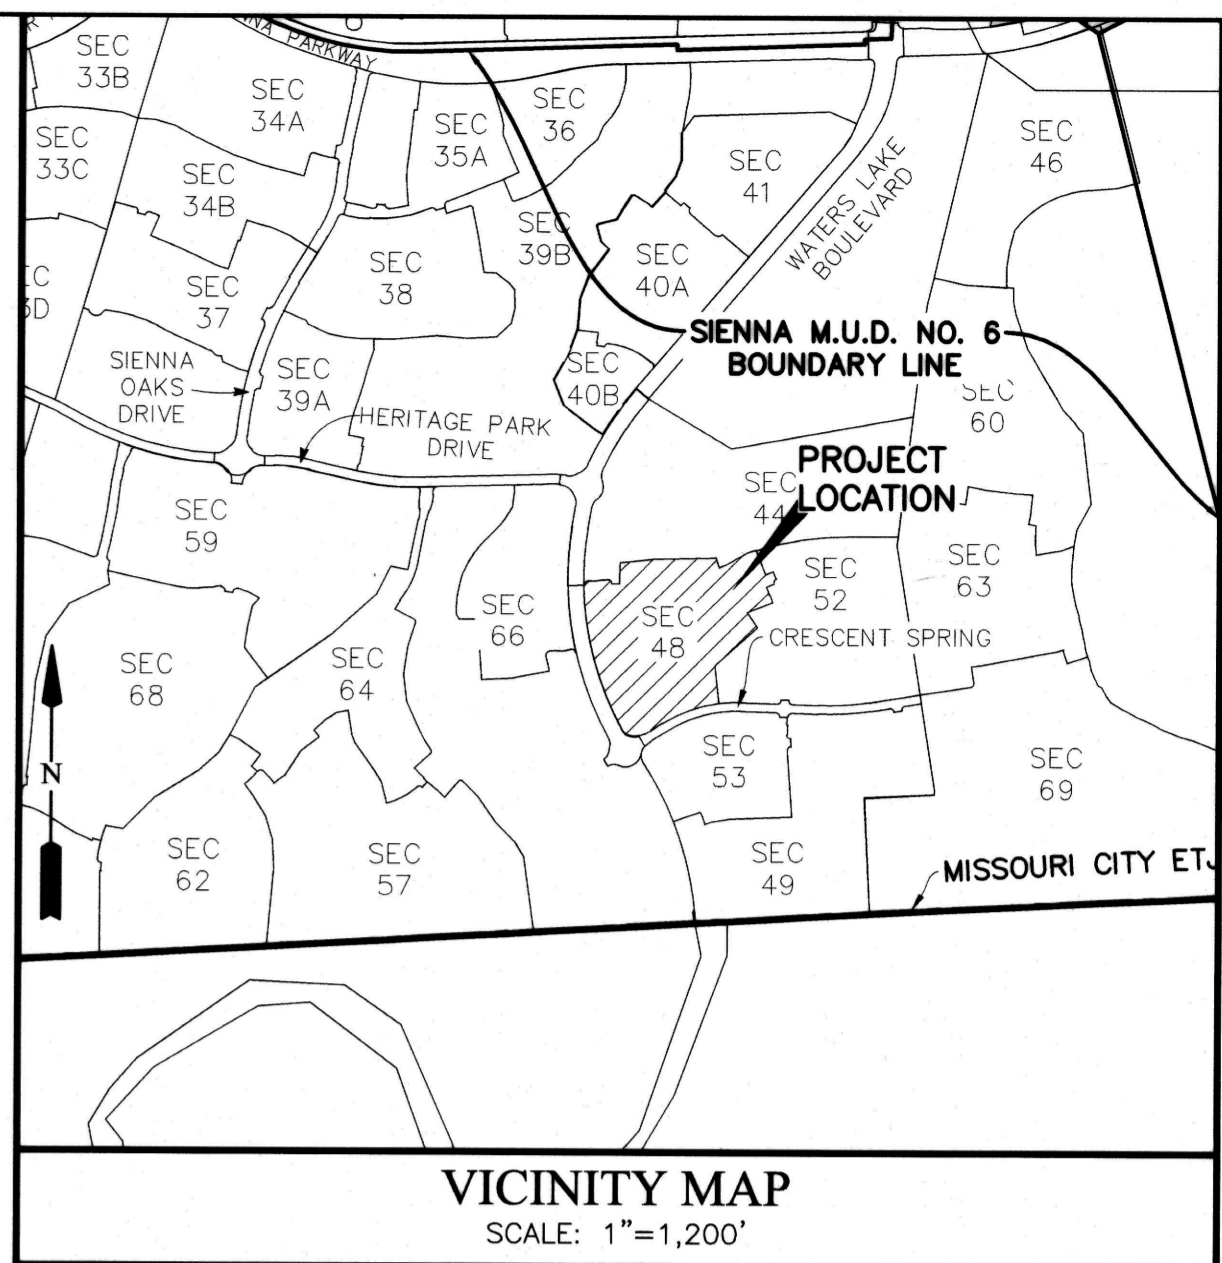 SEC
33B
NNA PARKWAY
SEC
34A
SEC
33C
SEC
34B
SEC
35A
SEC
36
SEC
41
WATERS LAKE
BOULEVARD
SEC
46
SEC
37
SEC
38
SEC
39B
SEC
40A
SIENNA M.U.D. NO. 6
BOUNDARY LINE
SIENNA
OAKS
DRIVE
SEC
39A
SEC
40B
SEC
60
HERITAGE PARK
DRIVE
PROJECT
LOCATION
SEC
44
SEC
59
SEC
52
SEC
63
SEC
66
SEC
48
CRESCENT SPRING
SEC
68
SEC
64
SEC
53
SEC
69
N
SEC
62
SEC
57
SEC
49
MISSOURI CITY ETJ
VICINITY MAP
SCALE: 1"=1,200'